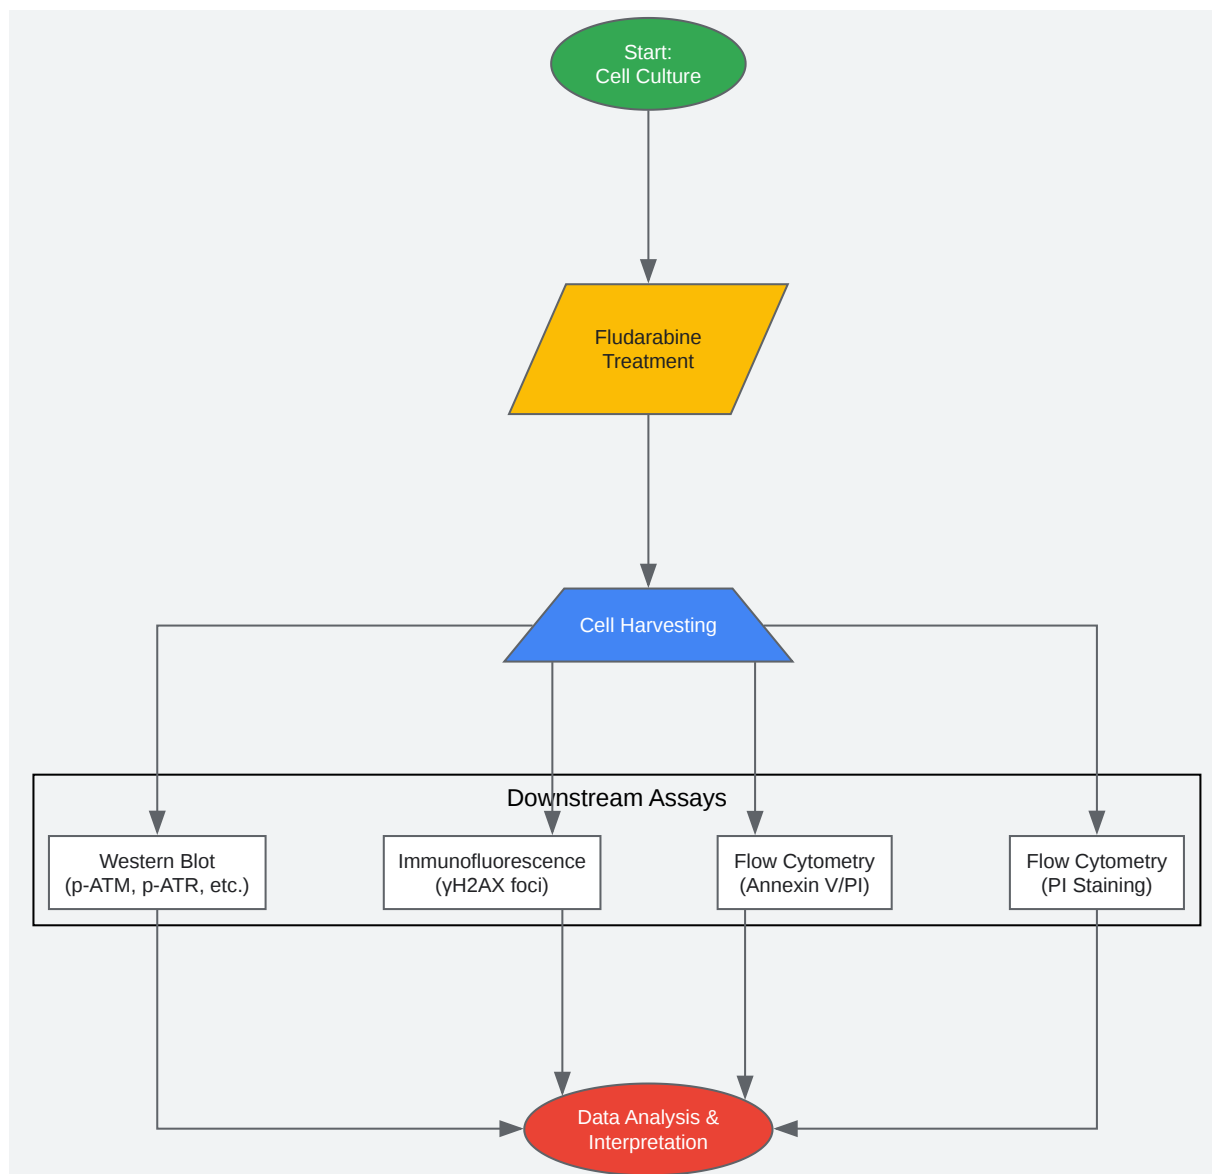 Start:
Cell Culture
Fludarabine
Treatment
Cell Harvesting
Downstream Assays
Western Blot
(p-ATM, p-ATR, etc.)
Immunofluorescence
(γH2AX foci)
Flow Cytometry
(Annexin V/PI)
Flow Cytometry
(PI Staining)
Data Analysis &
Interpretation